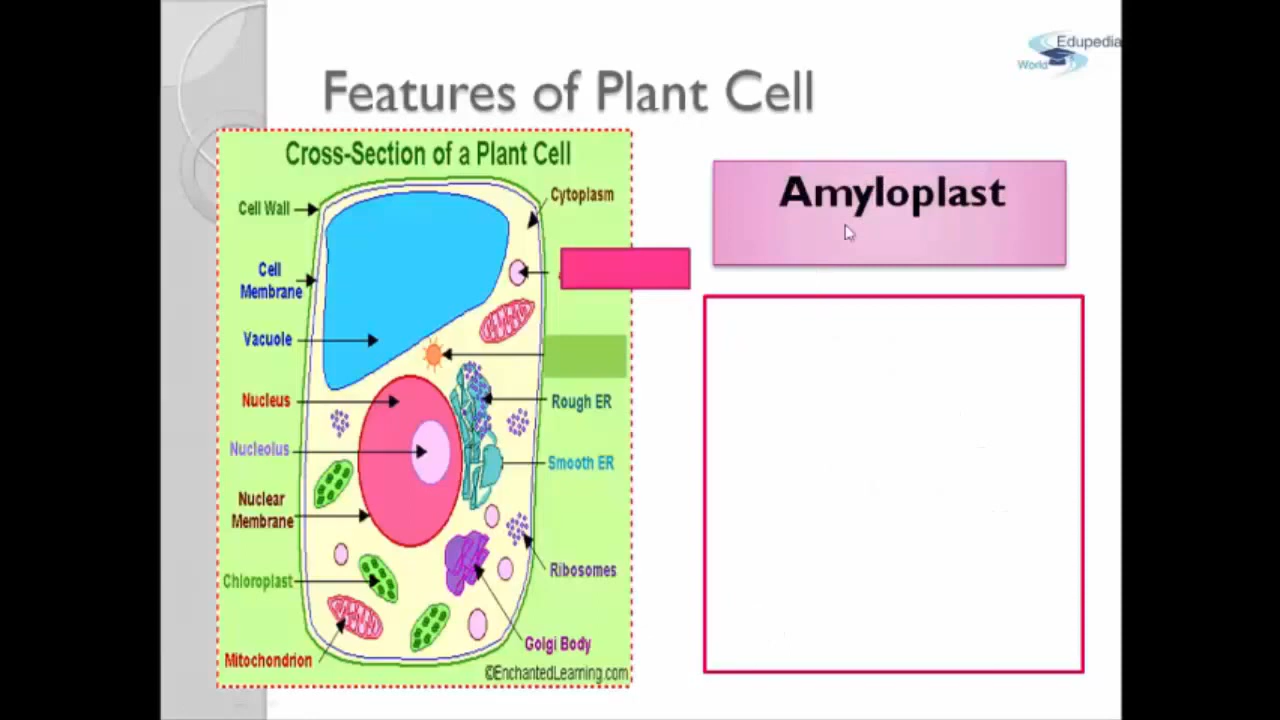 Edupedia
World
Features of Plant Cell
Cross-Section of a Plant Cell
Cell Wall
Cytoplasm
Cell
Membrane
Vacuole
Nucleus
Rough ER
Nucleolus
Smooth ER
Nuclear
Membrane
Ribosomes
Chloroplast
Golgi Body
Mitochondrion
©EnchantedLearning.com
Amyloplast